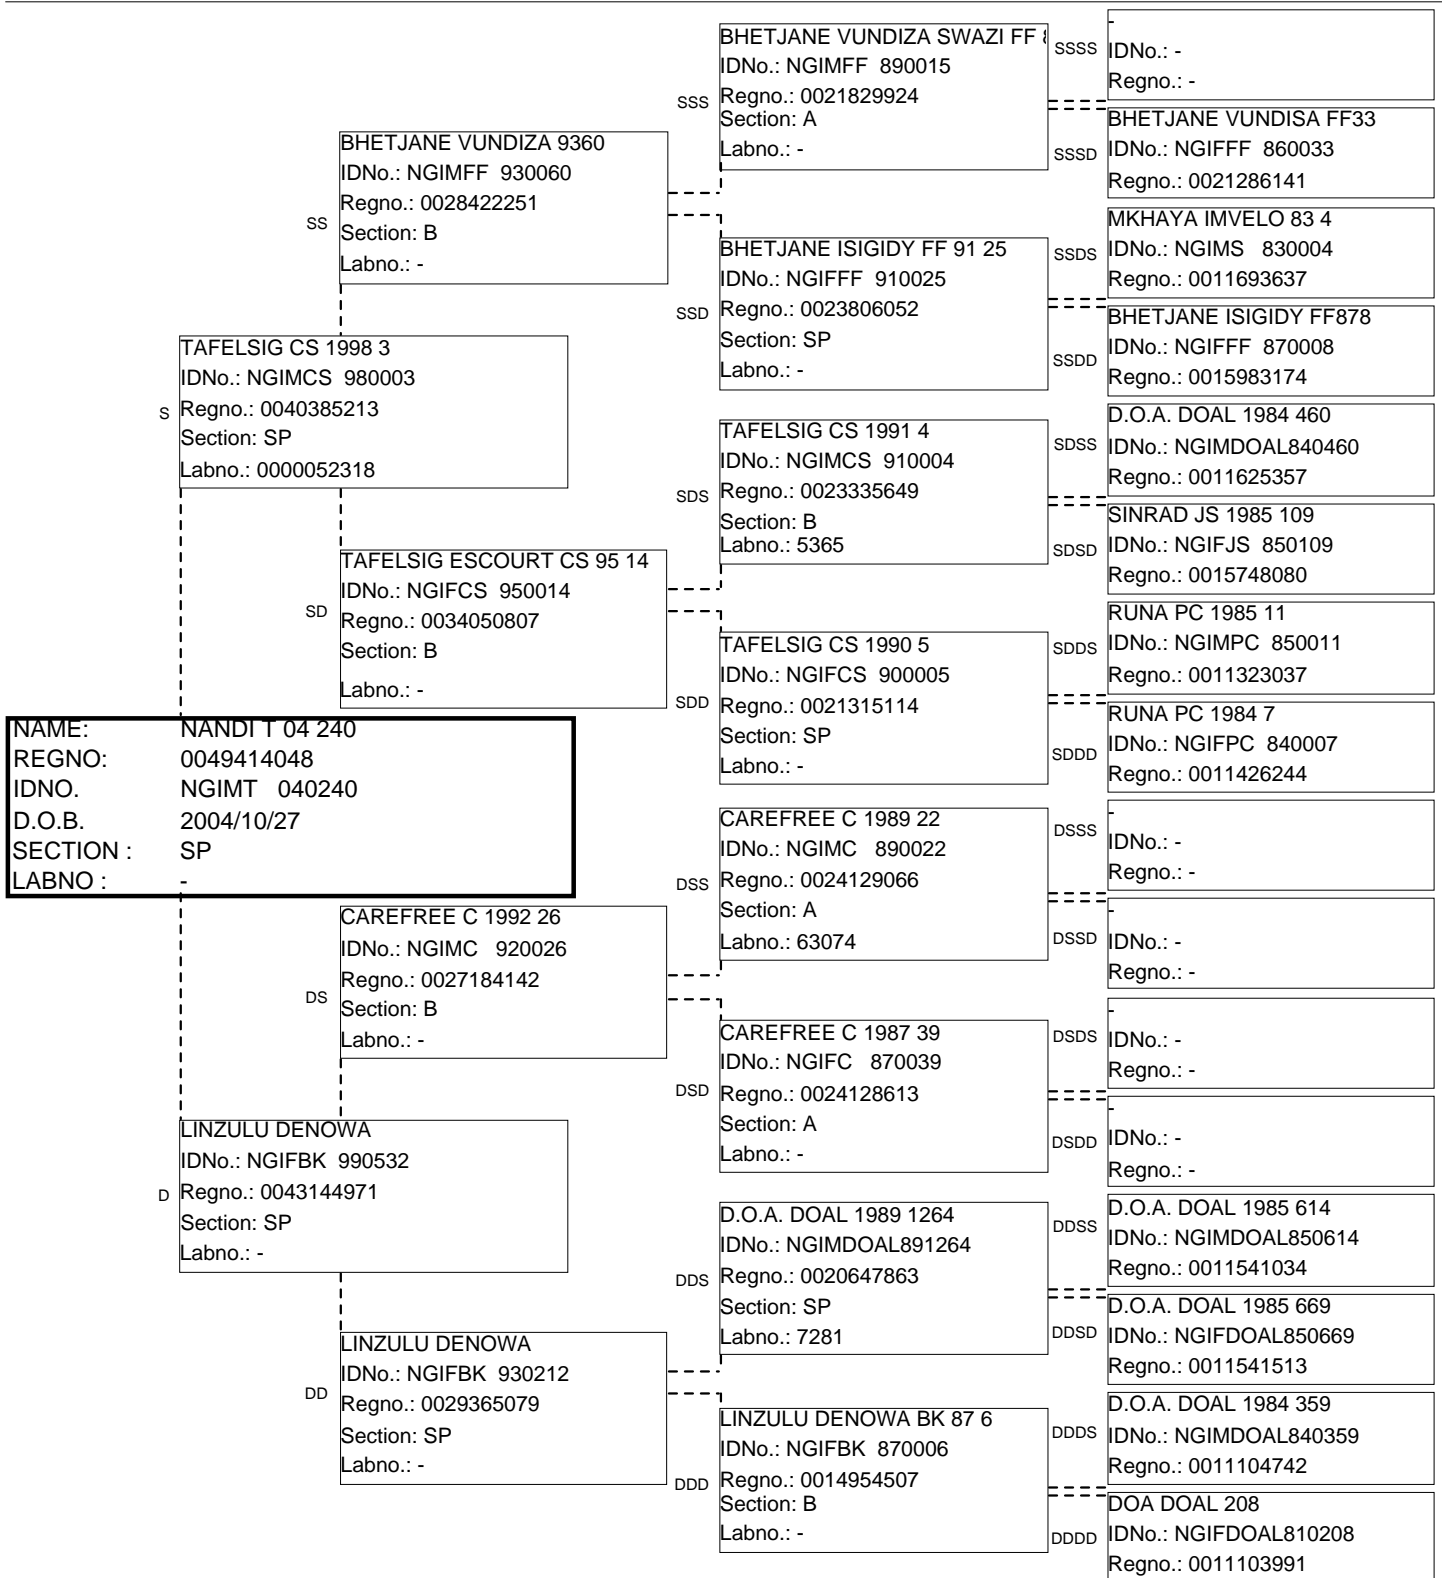 S
TAFELSIG CS 1998 3
IDNo.: NGIMCS 980003
Regno.: 0040385213
Section: SP
Labno.: 0000052318
NAME: NANDI T 04 240
REGNO: 0049414048
IDNO. NGIMT 040240
D.O.B. 2004/10/27
SECTION : SP
LABNO : -
D
LINZULU DENOWA
IDNo.: NGIFBK 990532
Regno.: 0043144971
Section: SP
Labno.: -
SS
BHETJANE VUNDIZA 9360
IDNo.: NGIMFF 930060
Regno.: 0028422251
Section: B
Labno.: -
SD
TAFELSIG ESCOURT CS 95 14
IDNo.: NGIFCS 950014
Regno.: 0034050807
Section: B
Labno.: -
DS
CAREFREE C 1992 26
IDNo.: NGIMC 920026
Regno.: 0027184142
Section: B
Labno.: -
DD
LINZULU DENOWA
IDNo.: NGIFBK 930212
Regno.: 0029365079
Section: SP
Labno.: -
SSS
BHETJANE VUNDIZA SWAZI FF
IDNo.: NGIMFF 890015
Regno.: 0021829924
Section: A
Labno.: -
SSD
BHETJANE ISIGIDY FF 91 25
IDNo.: NGIFFF 910025
Regno.: 0023806052
Section: SP
Labno.: -
SDS
TAFELSIG CS 1991 4
IDNo.: NGIMCS 910004
Regno.: 0023335649
Section: B
Labno.: 5365
SDD
TAFELSIG CS 1990 5
IDNo.: NGIFCS 900005
Regno.: 0021315114
Section: SP
Labno.: -
DSS
CAREFREE C 1989 22
IDNo.: NGIMC 890022
Regno.: 0024129066
Section: A
Labno.: 63074
DSD
CAREFREE C 1987 39
IDNo.: NGIFC 870039
Regno.: 0024128613
Section: A
Labno.: -
DDS
D.O.A. DOAL 1989 1264
IDNo.: NGIMDOAL891264
Regno.: 0020647863
Section: SP
Labno.: 7281
DDD
LINZULU DENOWA BK 87 6
IDNo.: NGIFBK 870006
Regno.: 0014954507
Section: B
Labno.: -
SSSS
-
IDNo.: -
Regno.: -
SSSD
BHETJANE VUNDISA FF33
IDNo.: NGIFFF 860033
Regno.: 0021286141
SSDS
MKHAYA IMVELO 83 4
IDNo.: NGIMS 830004
Regno.: 0011693637
SSDD
BHETJANE ISIGIDY FF878
IDNo.: NGIFFF 870008
Regno.: 0015983174
SDSS
D.O.A. DOAL 1984 460
IDNo.: NGIMDOAL840460
Regno.: 0011625357
SDSD
SINRAD JS 1985 109
IDNo.: NGIFJS 850109
Regno.: 0015748080
SDDS
RUNA PC 1985 11
IDNo.: NGIMPC 850011
Regno.: 0011323037
SDDD
RUNA PC 1984 7
IDNo.: NGIFPC 840007
Regno.: 0011426244
DSSS
-
IDNo.: -
Regno.: -
DSSD
-
IDNo.: -
Regno.: -
DSDS
-
IDNo.: -
Regno.: -
DSDD
-
IDNo.: -
Regno.: -
DDSS
D.O.A. DOAL 1985 614
IDNo.: NGIMDOAL850614
Regno.: 0011541034
DDSD
D.O.A. DOAL 1985 669
IDNo.: NGIFDOAL850669
Regno.: 0011541513
DDDS
D.O.A. DOAL 1984 359
IDNo.: NGIMDOAL840359
Regno.: 0011104742
DDDD
DOA DOAL 208
IDNo.: NGIFDOAL810208
Regno.: 0011103991